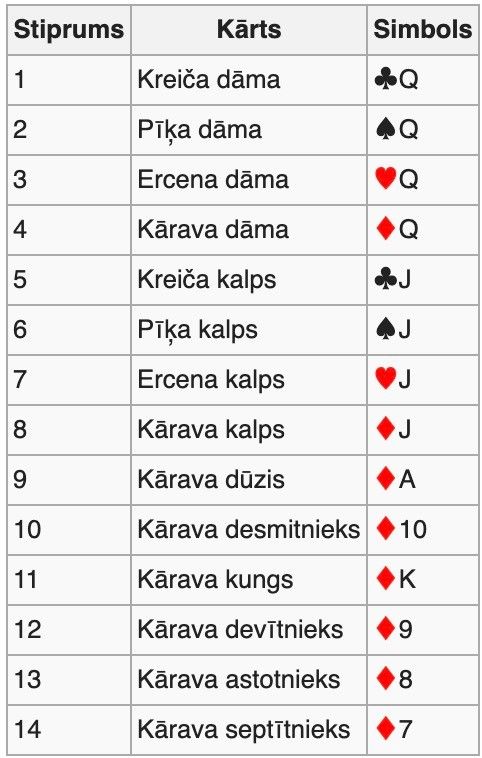 Stiprums Kārts Simbols
1 Kreiča dāma ♣Q
2 Pīķa dāma ♠Q
3 Ercena dāma ♥Q
4 Kārava dāma ♦Q
5 Kreiča kalps ♣J
6 Pīķa kalps ♠J
7 Ercena kalps ♥J
8 Kārava kalps ♦J
9 Kārava dūzis ♦A
10 Kārava desmitnieks ♦10
11 Kārava kungs ♦K
12 Kārava devītnieks ♦9
13 Kārava astotnieks ♦8
14 Kārava septītnieks ♦7